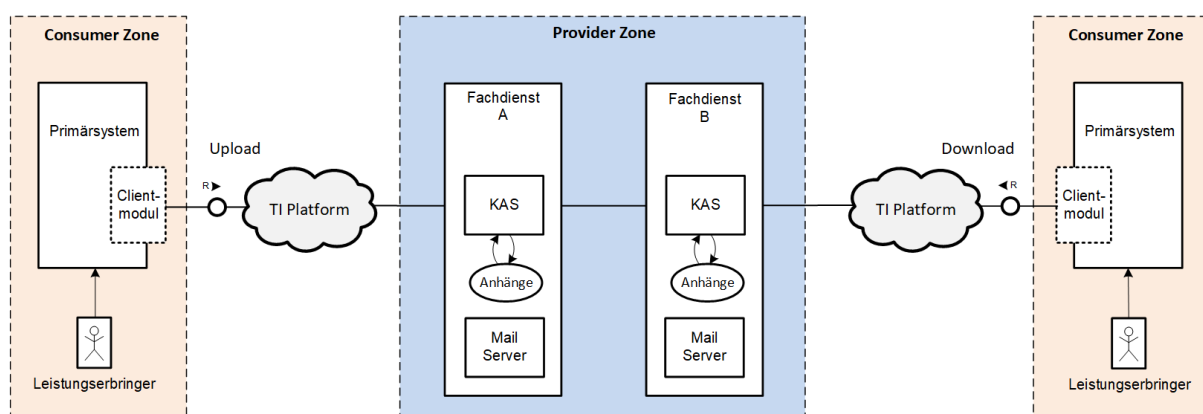 Consumer Zone
Provider Zone
Consumer Zone
Primärsystem
Client-
modul
Leistungserbringer
Upload
R
TI Platform
Fachdienst
A
KAS
Anhänge
Mail
Server
Fachdienst
B
KAS
Anhänge
Mail
Server
Download
R
TI Platform
Primärsystem
Client-
modul
Leistungserbringer